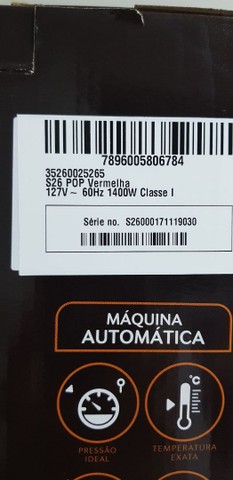 7896005806784
35260025265
S26 POP Vermelha
127V ~ 60Hz 1400W Classe I
Série no. S26000171119030
MÁQUINA
AUTOMÁTICA
°C
PRESSÃO
IDEAL
TEMPERATURA
EXATA